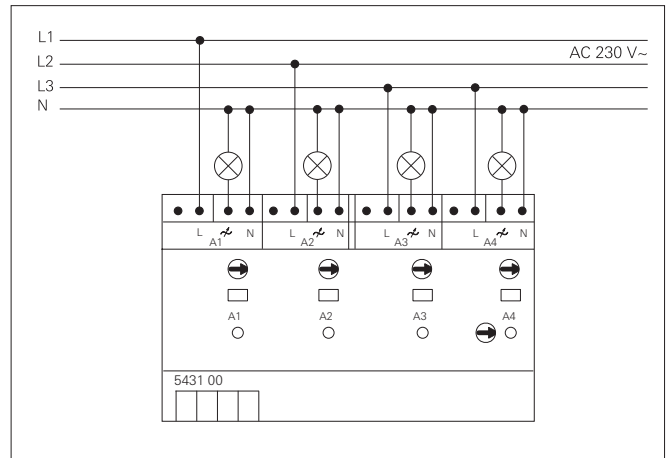 L1
AC 230 V~
L2
L3
N
L N L N L N L N
A1 A2 A3 A4
A1 A2 A3 A4
5431 00